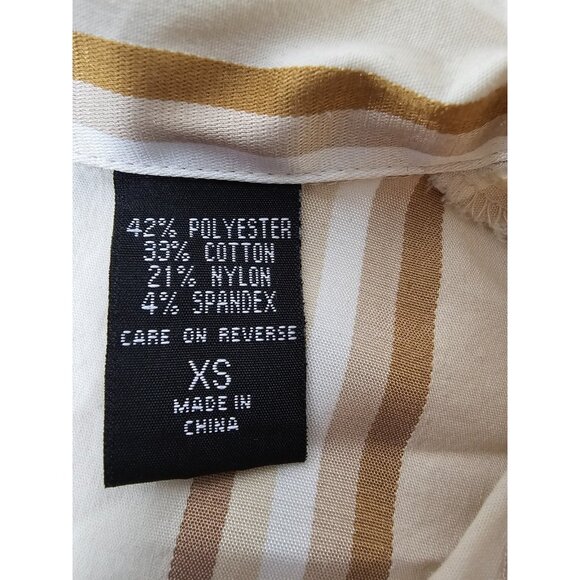 42% POLYESTER
33% COTTON
21% NYLON
4% SPANDEX
CARE ON REVERSE
XS
MADE IN
CHINA